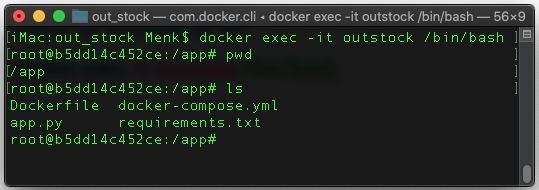 out_stock — com.docker.cli ◂ docker exec -it outstock /bin/bash — 56×9
[iMac:out_stock Menk$ docker exec -it outstock /bin/bash ]
[root@b5dd14c452ce:/app# pwd ]
/app
[root@b5dd14c452ce:/app# ls ]
Dockerfile  docker-compose.yml
app.py      requirements.txt
root@b5dd14c452ce:/app#